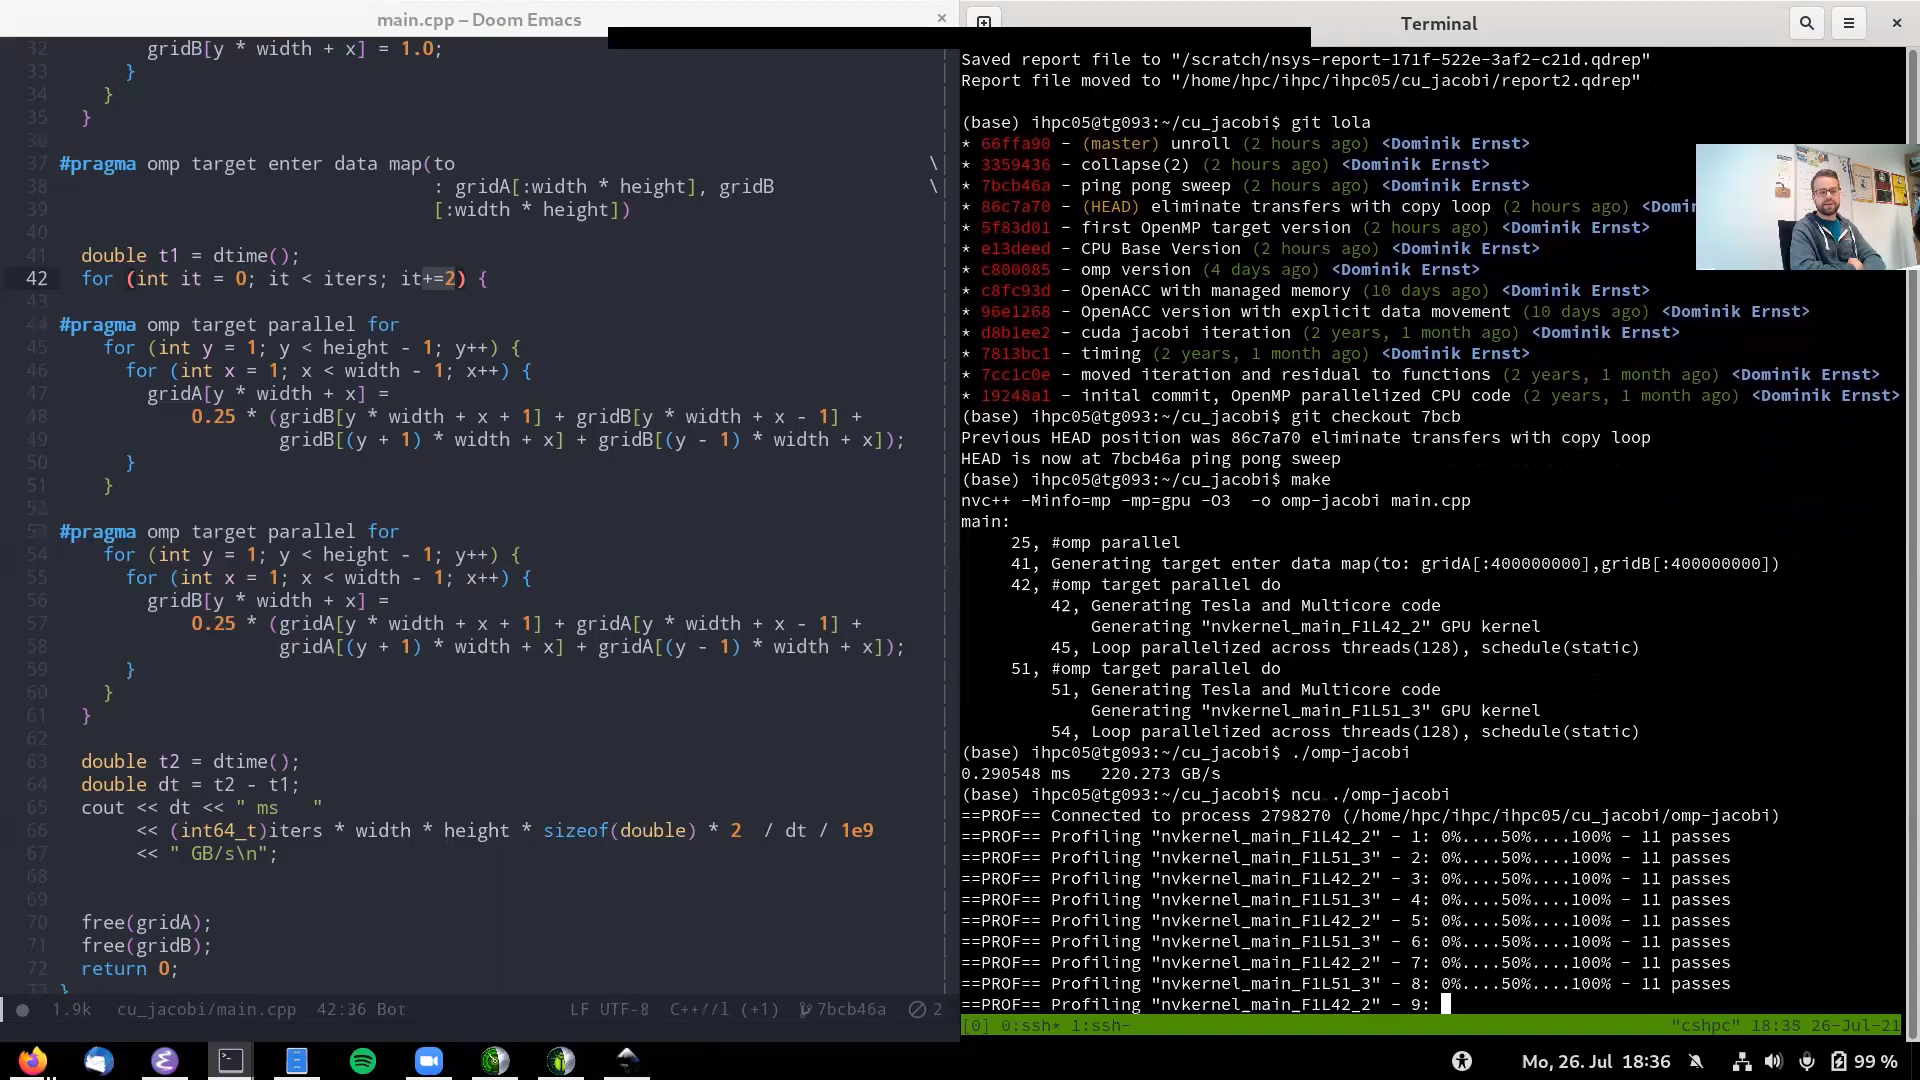 main.cpp – Doom Emacs
×
32 gridB[y * width + x] = 1.0;
33 }
34 }
35 }
36
37 #pragma omp target enter data map(to \
38 : gridA[:width * height], gridB \
39 [:width * height])
40
41 double t1 = dtime();
42 for (int it = 0; it < iters; it+=2) {
43
44 #pragma omp target parallel for
45 for (int y = 1; y < height - 1; y++) {
46 for (int x = 1; x < width - 1; x++) {
47 gridA[y * width + x] =
48 0.25 * (gridB[y * width + x + 1] + gridB[y * width + x - 1] +
49 gridB[(y + 1) * width + x] + gridB[(y - 1) * width + x]);
50 }
51 }
52
53 #pragma omp target parallel for
54 for (int y = 1; y < height - 1; y++) {
55 for (int x = 1; x < width - 1; x++) {
56 gridB[y * width + x] =
57 0.25 * (gridA[y * width + x + 1] + gridA[y * width + x - 1] +
58 gridA[(y + 1) * width + x] + gridA[(y - 1) * width + x]);
59 }
60 }
61 }
62
63 double t2 = dtime();
64 double dt = t2 - t1;
65 cout << dt << " ms   "
66 << (int64_t)iters * width * height * sizeof(double) * 2  / dt / 1e9
67 << " GB/s\n";
68
69
70 free(gridA);
71 free(gridB);
72 return 0;
73 }
1.9k cu_jacobi/main.cpp 42:36 Bot LF UTF-8 C++//l (+1) 7bcb46a 2
Terminal
×
Saved report file to "/scratch/nsys-report-171f-522e-3af2-c21d.qdrep"
Report file moved to "/home/hpc/ihpc/ihpc05/cu_jacobi/report2.qdrep"
(base) ihpc05@tg093:~/cu_jacobi$ git lola
* 66ffa90 - (master) unroll (2 hours ago) <Dominik Ernst>
* 3359436 - collapse(2) (2 hours ago) <Dominik Ernst>
* 7bcb46a - ping pong sweep (2 hours ago) <Dominik Ernst>
* 86c7a70 - (HEAD) eliminate transfers with copy loop (2 hours ago)
* 5f83d01 - first OpenMP target version (2 hours ago) <Dominik Ernst>
* e13deed - CPU Base Version (2 hours ago) <Dominik Ernst>
* c800085 - omp version (4 days ago) <Dominik Ernst>
* c8fc93d - OpenACC with managed memory (10 days ago) <Dominik Ernst>
* 96e1268 - OpenACC version with explicit data movement (10 days ago) <Dominik Ernst>
* d8b1ee2 - cuda jacobi iteration (2 years, 1 month ago) <Dominik Ernst>
* 7813bc1 - timing (2 years, 1 month ago) <Dominik Ernst>
* 7cc1c0e - moved iteration and residual to functions (2 years, 1 month ago) <Dominik Ernst>
* 19248a1 - inital commit, OpenMP parallelized CPU code (2 years, 1 month ago) <Dominik Ernst>
(base) ihpc05@tg093:~/cu_jacobi$ git checkout 7bcb
Previous HEAD position was 86c7a70 eliminate transfers with copy loop
HEAD is now at 7bcb46a ping pong sweep
(base) ihpc05@tg093:~/cu_jacobi$ make
nvc++ -Minfo=mp -mp=gpu -O3  -o omp-jacobi main.cpp
main:
25, #omp parallel
41, Generating target enter data map(to: gridA[:400000000],gridB[:400000000])
42, #omp target parallel do
42, Generating Tesla and Multicore code
Generating "nvkernel_main_F1L42_2" GPU kernel
45, Loop parallelized across threads(128), schedule(static)
51, #omp target parallel do
51, Generating Tesla and Multicore code
Generating "nvkernel_main_F1L51_3" GPU kernel
54, Loop parallelized across threads(128), schedule(static)
(base) ihpc05@tg093:~/cu_jacobi$ ./omp-jacobi
0.290548 ms   220.273 GB/s
(base) ihpc05@tg093:~/cu_jacobi$ ncu ./omp-jacobi
==PROF== Connected to process 2798270 (/home/hpc/ihpc/ihpc05/cu_jacobi/omp-jacobi)
==PROF== Profiling "nvkernel_main_F1L42_2" - 1: 0%....50%....100% - 11 passes
==PROF== Profiling "nvkernel_main_F1L51_3" - 2: 0%....50%....100% - 11 passes
==PROF== Profiling "nvkernel_main_F1L42_2" - 3: 0%....50%....100% - 11 passes
==PROF== Profiling "nvkernel_main_F1L51_3" - 4: 0%....50%....100% - 11 passes
==PROF== Profiling "nvkernel_main_F1L42_2" - 5: 0%....50%....100% - 11 passes
==PROF== Profiling "nvkernel_main_F1L51_3" - 6: 0%....50%....100% - 11 passes
==PROF== Profiling "nvkernel_main_F1L42_2" - 7: 0%....50%....100% - 11 passes
==PROF== Profiling "nvkernel_main_F1L51_3" - 8: 0%....50%....100% - 11 passes
==PROF== Profiling "nvkernel_main_F1L42_2" - 9:
[0] 0:ssh* 1:ssh- "cshpc" 18:35 26-Jul-21
Mo, 26. Jul 18:36 99 %